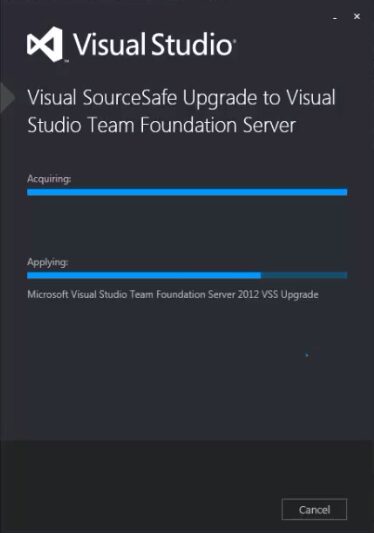 Visual Studio
Visual SourceSafe Upgrade to Visual
Studio Team Foundation Server
Acquiring:
Applying:
Microsoft Visual Studio Team Foundation Server 2012 VSS Upgrade
Cancel